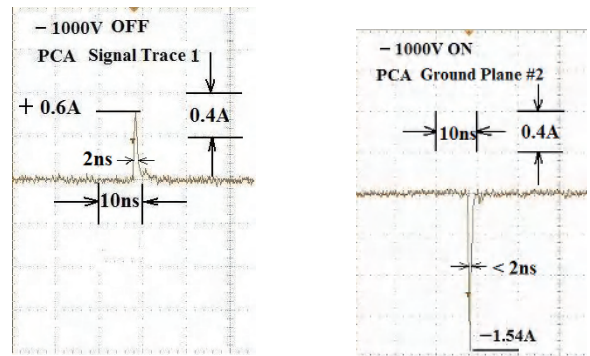 − 1000V OFF
PCA Signal Trace 1
+ 0.6A
0.4A
2ns
10ns
− 1000V ON
PCA Ground Plane #2
10ns
0.4A
< 2ns
−1.54A